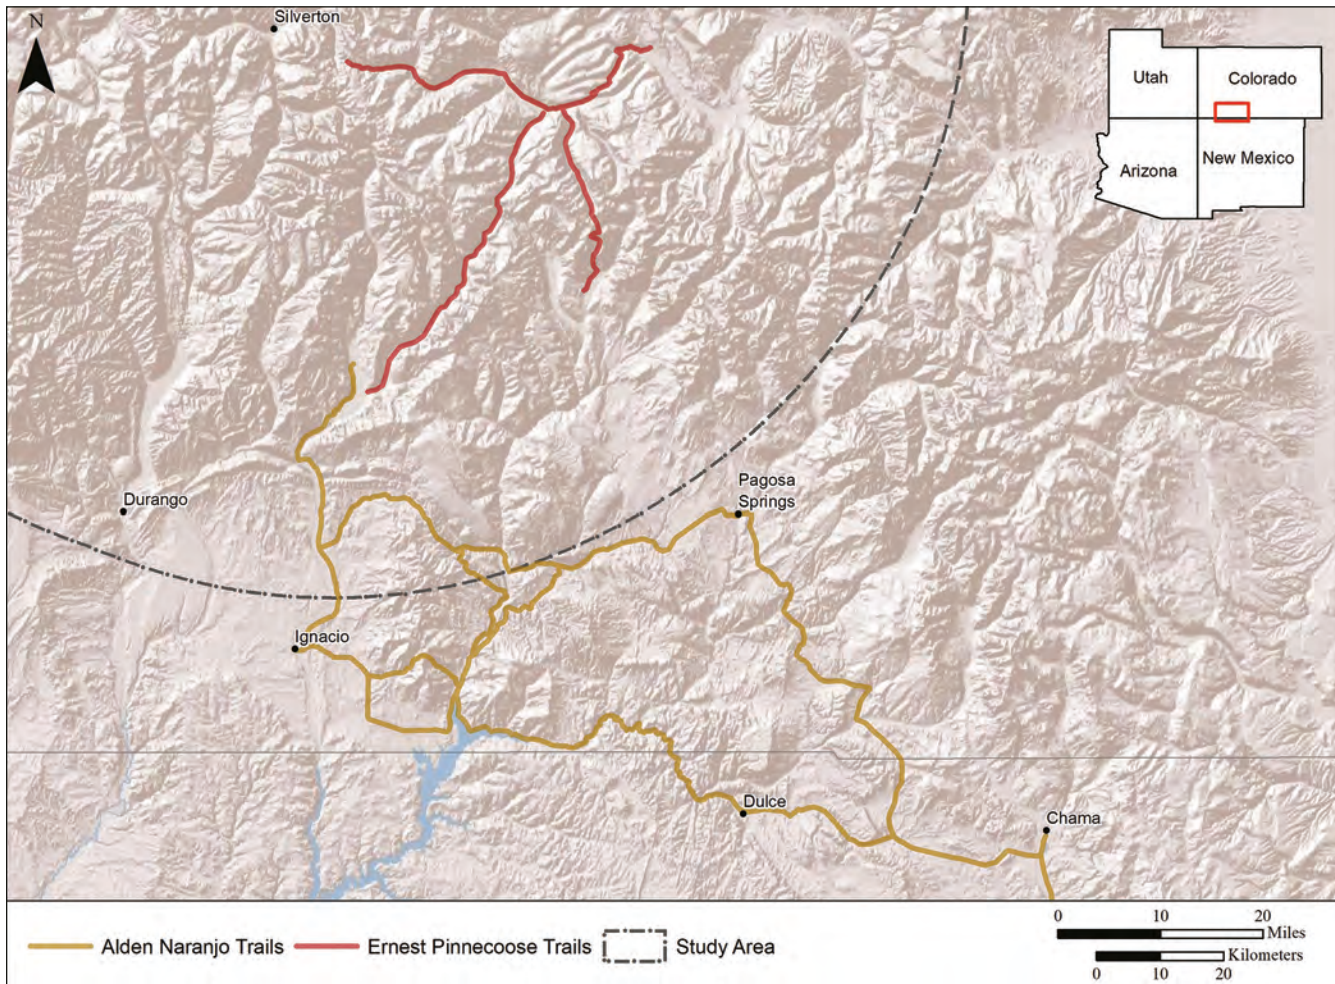 N
Silverton
Utah
Colorado
Arizona
New Mexico
Durango
Pagosa
Springs
Ignacio
Dulce
Chama
Alden Naranjo Trails
Ernest Pinnecoose Trails
Study Area
0 10 20
Miles
Kilometers
0 10 20